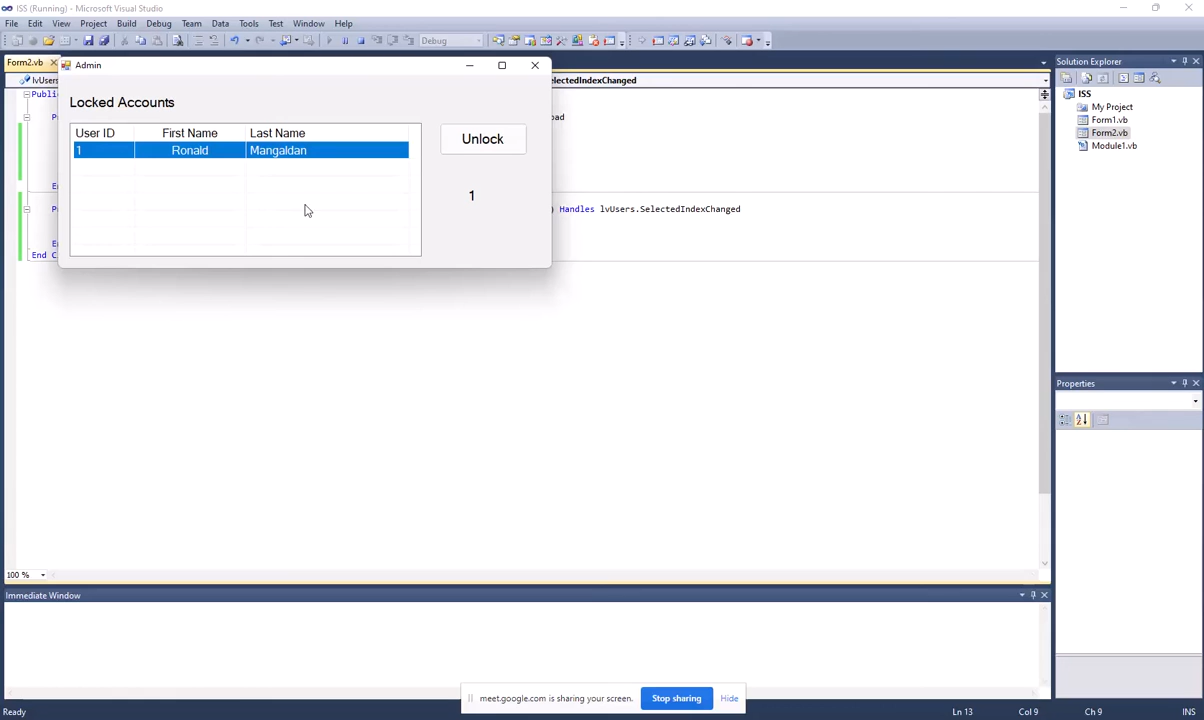 ISS (Running) - Microsoft Visual Studio
File Edit View Project Build Debug Team Data Tools Test Window Help
Debug
Form2.vb
Admin
SelectedIndexChanged
Solution Explorer
lvUs
Publi
Locked Accounts
ISS
My Project
Form1.vb
Form2.vb
Module1.vb
P
oad
User ID First Name Last Name
1 Ronald Mangaldan
Unlock
1
E
P
) Handles lvUsers.SelectedIndexChanged
E
End C
Properties
100 %
Immediate Window
meet.google.com is sharing your screen. Stop sharing Hide
Ready Ln 13 Col 9 Ch 9 INS